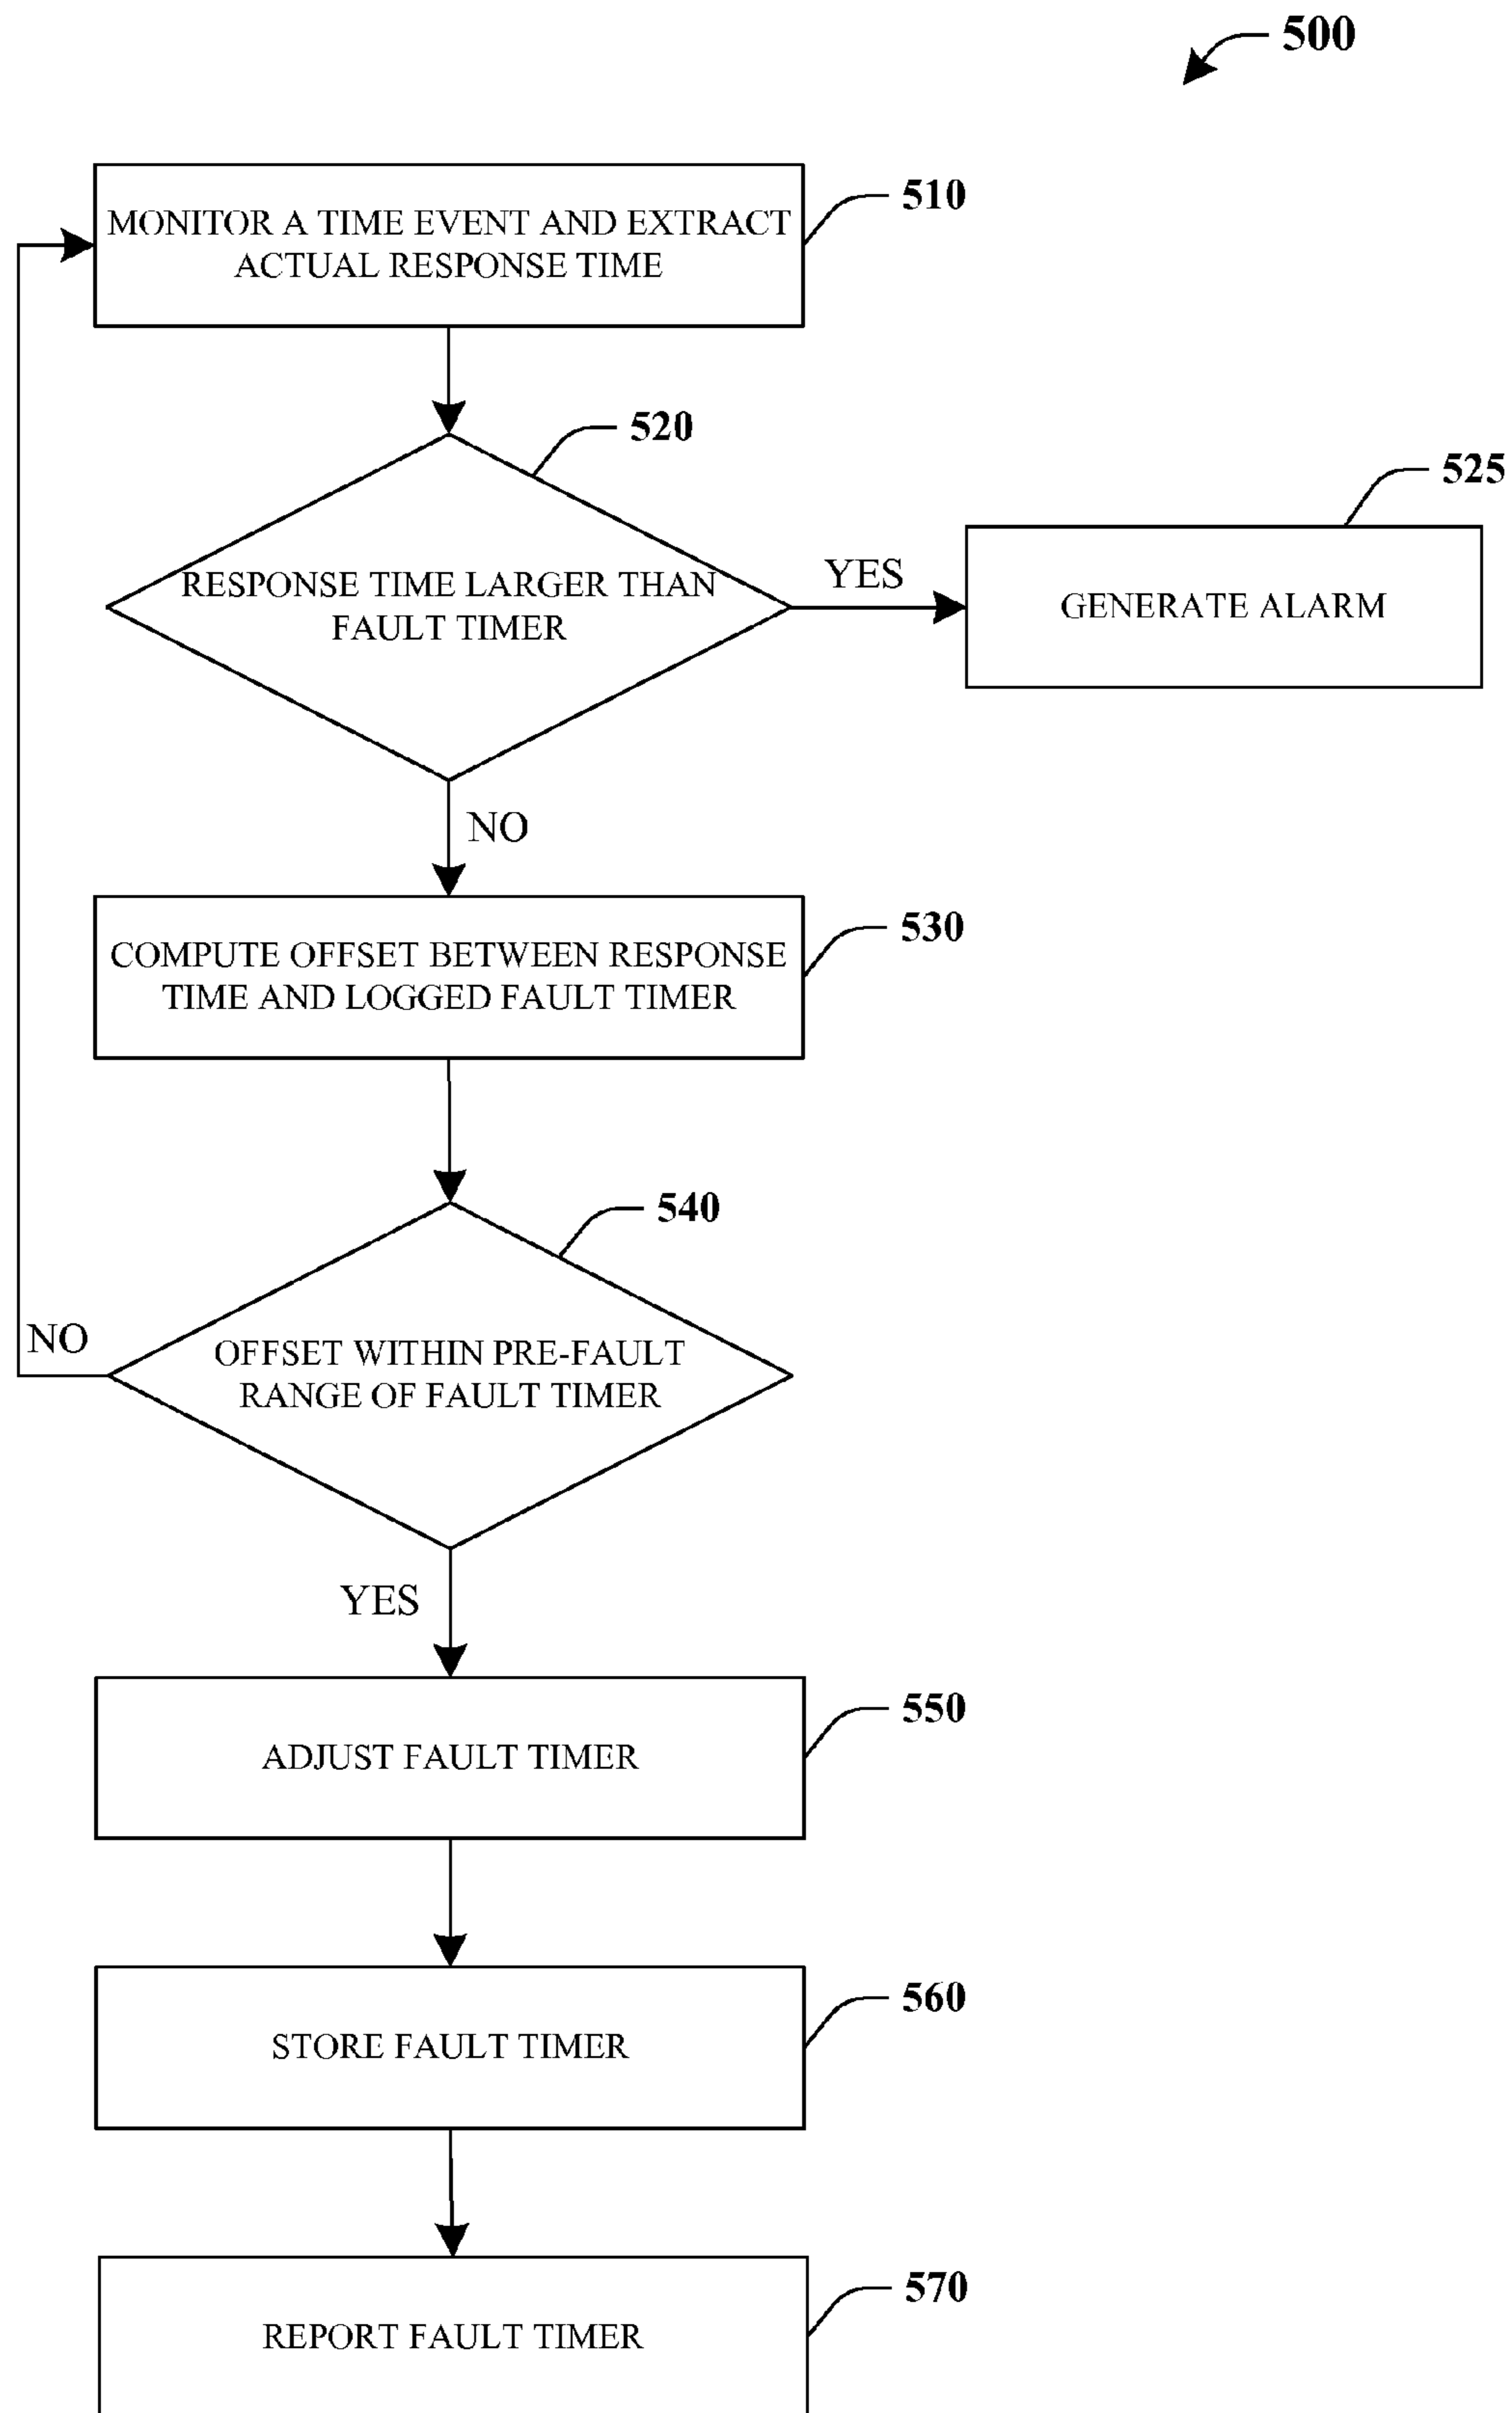 500
510
MONITOR A TIME EVENT AND EXTRACT
ACTUAL RESPONSE TIME
520
525
RESPONSE TIME LARGER THAN
FAULT TIMER
YES
GENERATE ALARM
NO
530
COMPUTE OFFSET BETWEEN RESPONSE
TIME AND LOGGED FAULT TIMER
540
NO
OFFSET WITHIN PRE-FAULT
RANGE OF FAULT TIMER
YES
550
ADJUST FAULT TIMER
560
STORE FAULT TIMER
570
REPORT FAULT TIMER